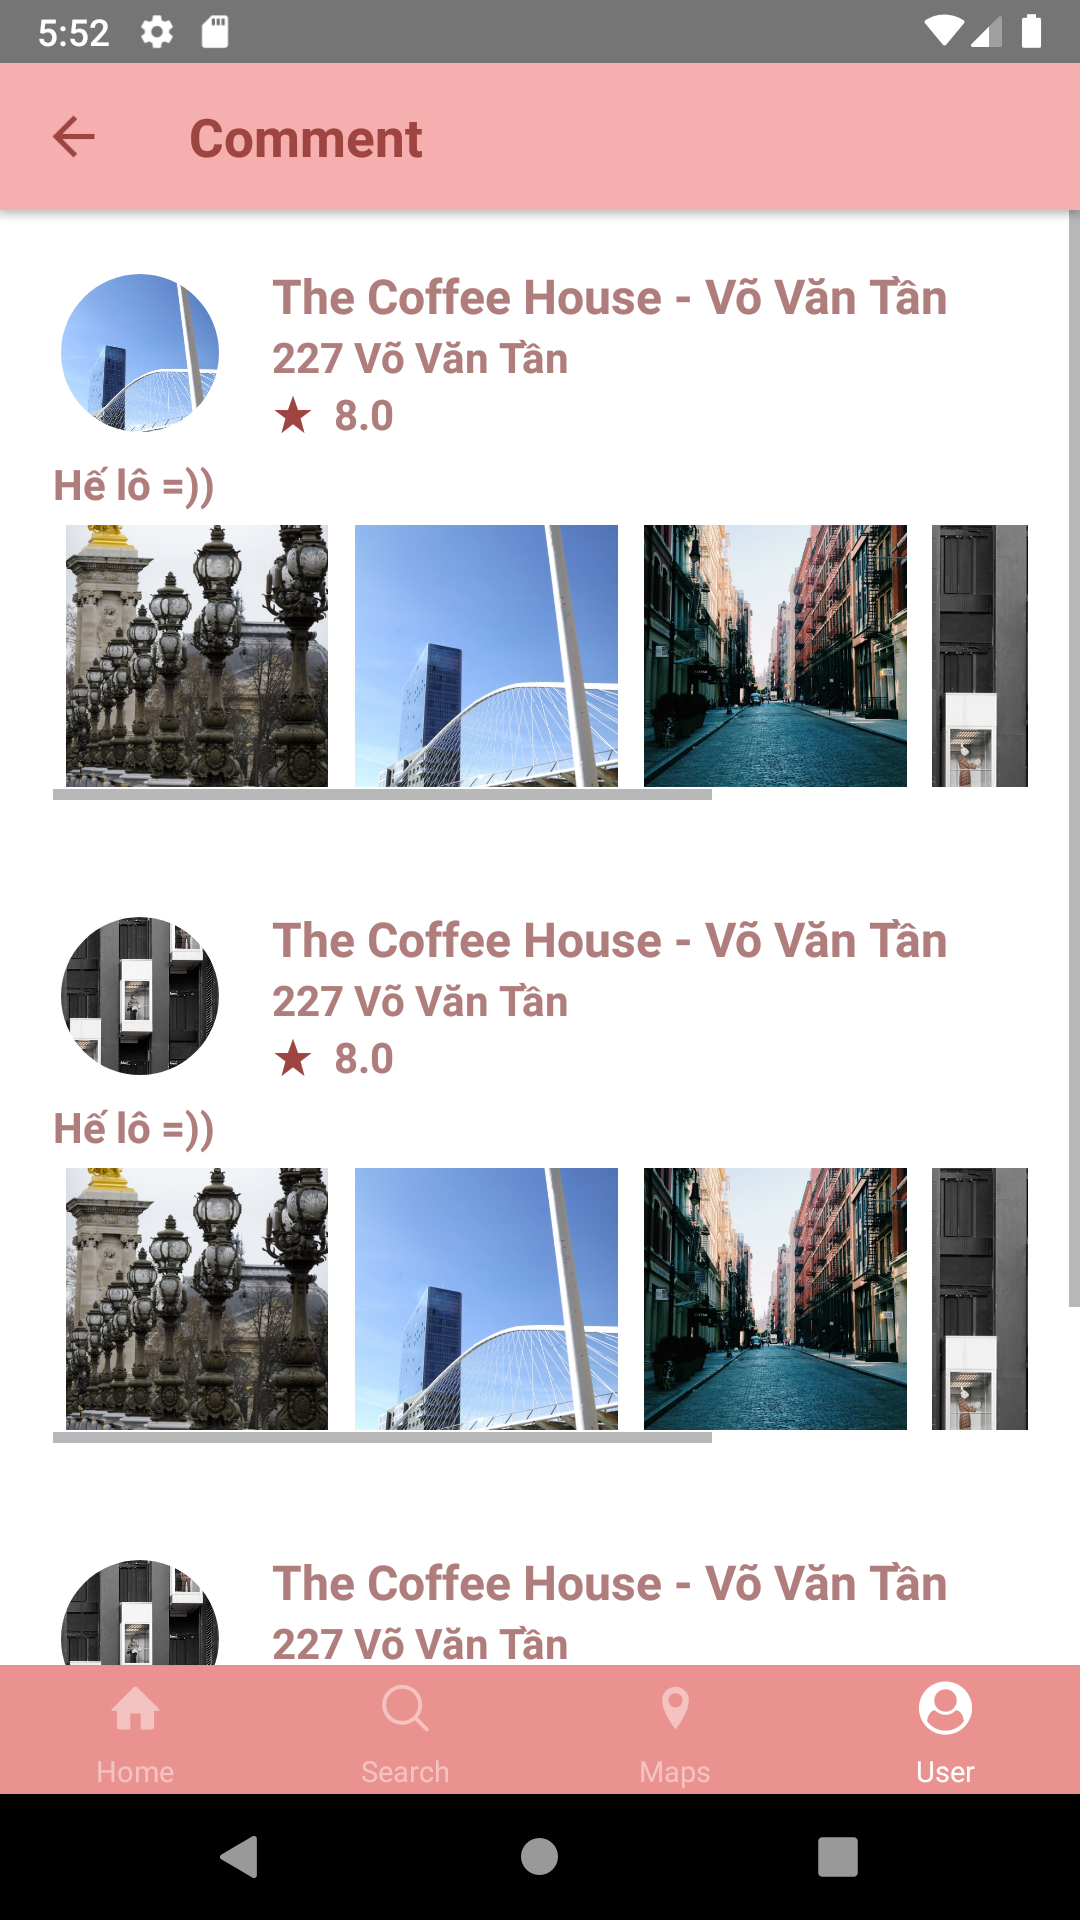 5:52
Comment
The Coffee House - Võ Văn Tần
227 Võ Văn Tần
8.0
Hế lô =))
The Coffee House - Võ Văn Tần
227 Võ Văn Tần
8.0
Hế lô =))
The Coffee House - Võ Văn Tần
227 Võ Văn Tần
Home
Search
Maps
User